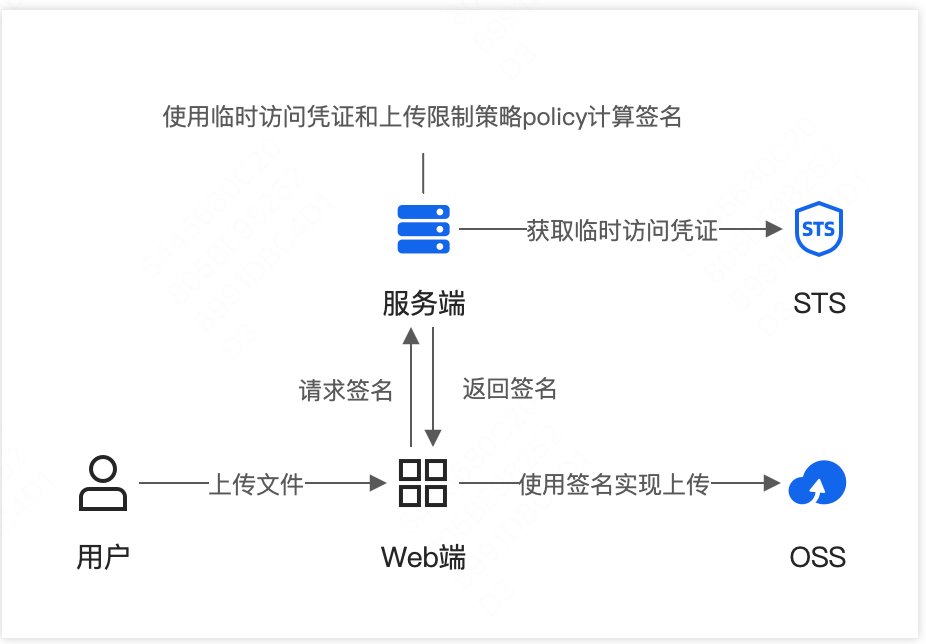 使用临时访问凭证和上传限制策略policy计算签名
获取临时访问凭证
STS
服务端
STS
请求签名
返回签名
上传文件
使用签名实现上传
用户
Web端
OSS